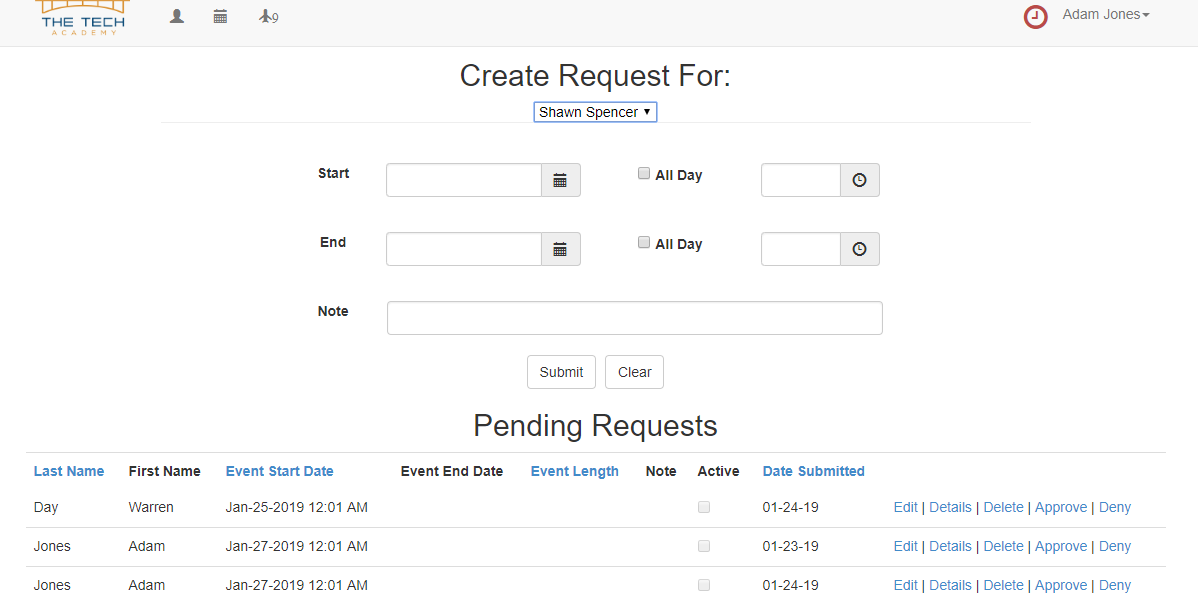 THE TECH
ACADEMY
9
Adam Jones
Create Request For:
Shawn Spencer
Start
All Day
End
All Day
Note
Submit Clear
Pending Requests
Last Name First Name Event Start Date Event End Date Event Length Note Active Date Submitted
Day Warren Jan-25-2019 12:01 AM 01-24-19 Edit | Details | Delete | Approve | Deny
Jones Adam Jan-27-2019 12:01 AM 01-23-19 Edit | Details | Delete | Approve | Deny
Jones Adam Jan-27-2019 12:01 AM 01-24-19 Edit | Details | Delete | Approve | Deny